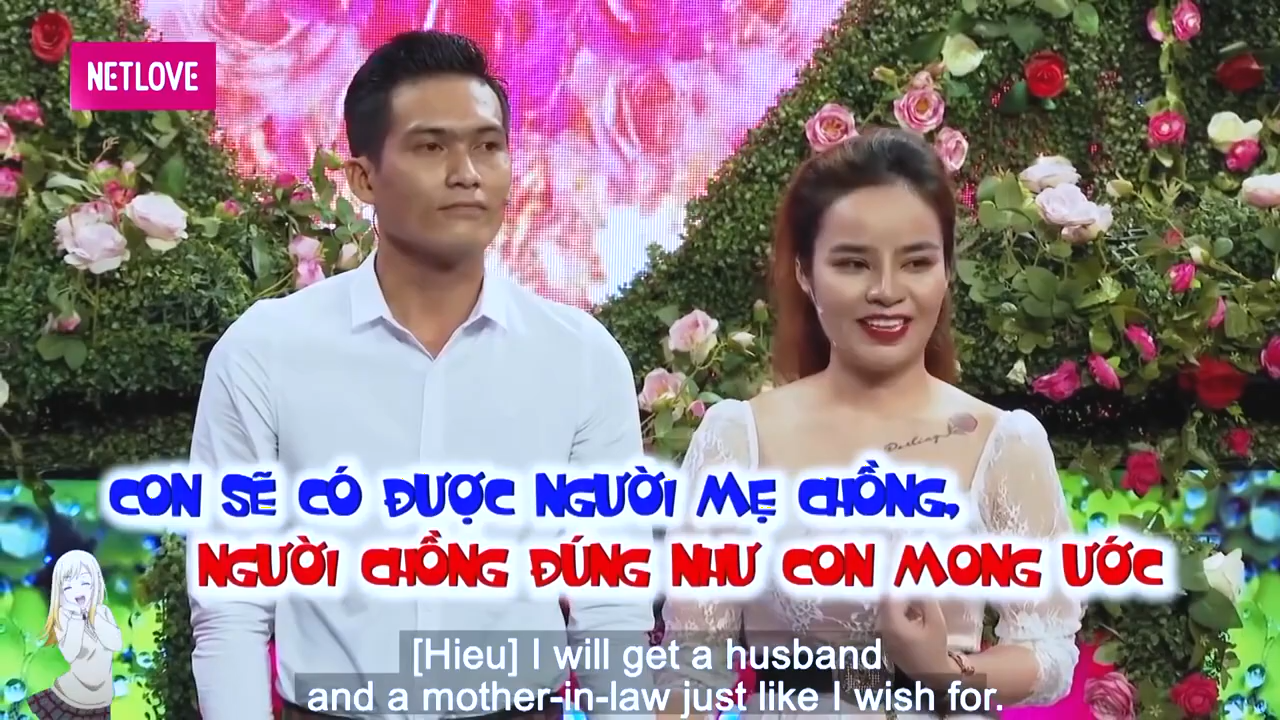 NETLOVE
CON SẼ CÓ ĐƯỢC NGƯỜI MẸ CHỒNG,
NGƯỜI CHỒNG ĐÚNG NHƯ CON MONG ƯỚC
[Hieu] I will get a husband
and a mother-in-law just like I wish for.